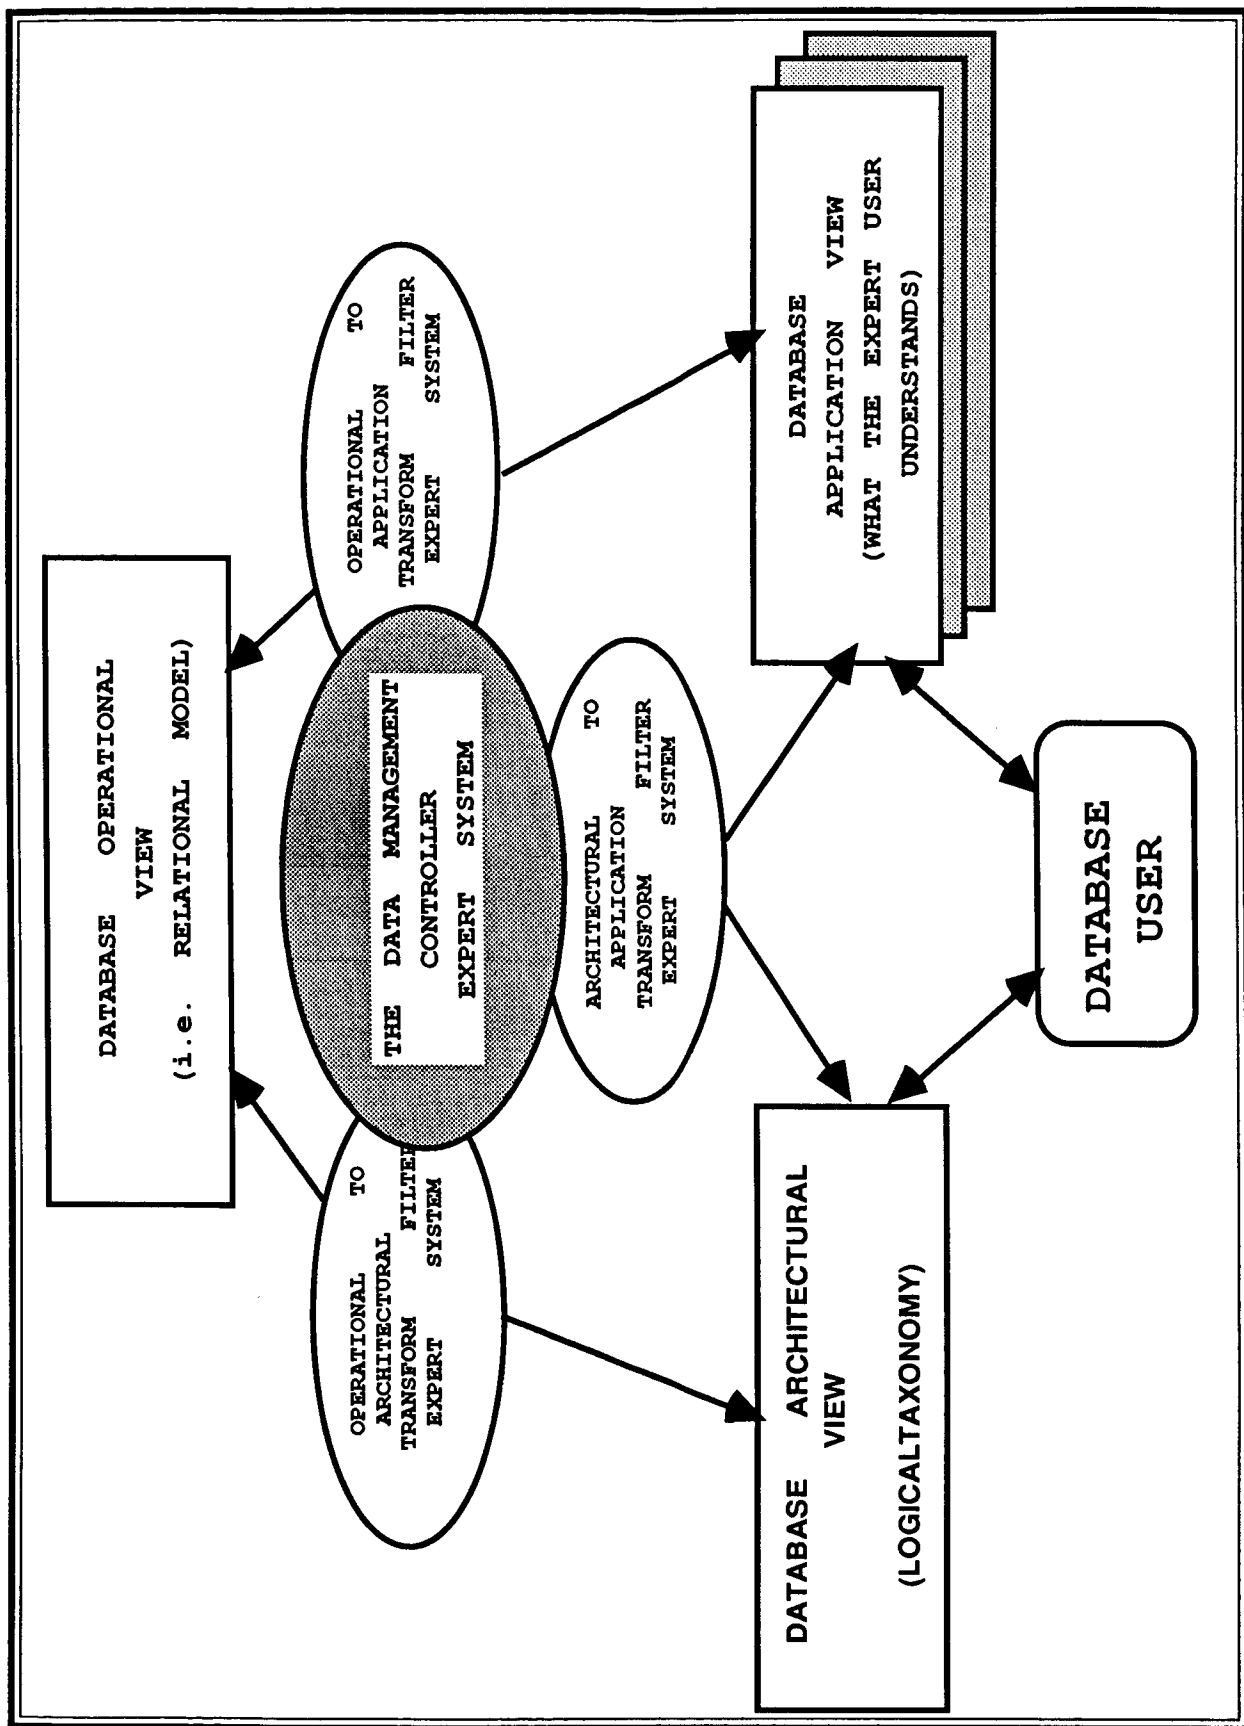 DATABASE OPERATIONAL
VIEW
(i.e. RELATIONAL MODEL)
OPERATIONAL TO
ARCHITECTURAL
TRANSFORM FILTER
EXPERT SYSTEM
THE DATA MANAGEMENT
CONTROLLER
EXPERT SYSTEM
OPERATIONAL TO
APPLICATION
TRANSFORM FILTER
EXPERT SYSTEM
ARCHITECTURAL TO
APPLICATION
TRANSFORM FILTER
EXPERT SYSTEM
DATABASE ARCHITECTURAL
VIEW
(LOGICALTAXONOMY)
DATABASE
APPLICATION VIEW
(WHAT THE EXPERT USER
UNDERSTANDS)
DATABASE
USER